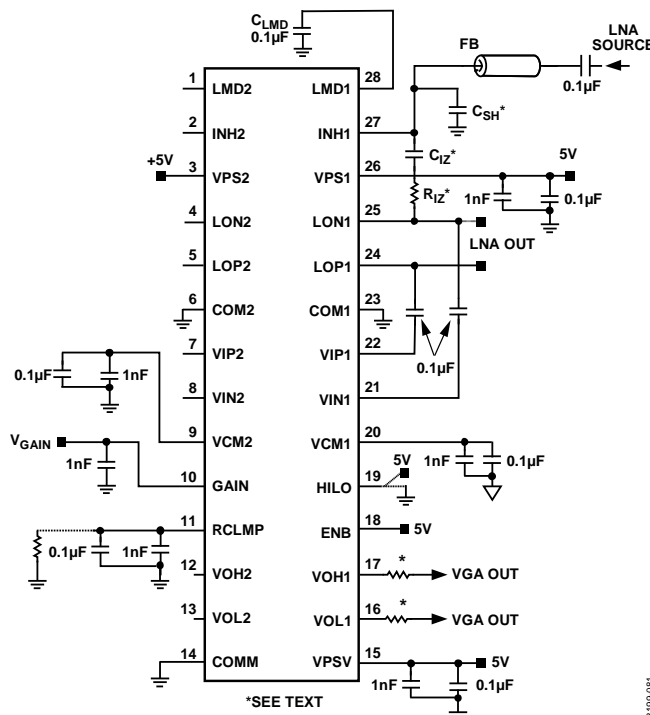 CLMD
0.1µF
FB
LNA
SOURCE
0.1µF
1
LMD2
LMD1
28
CSH*
2
INH2
INH1
27
CIZ*
+5V
3
VPS2
VPS1
26
5V
RIZ*
1nF
0.1µF
4
LON2
LON1
25
LNA OUT
5
LOP2
LOP1
24
6
COM2
COM1
23
7
VIP2
VIP1
22
0.1µF
0.1µF
1nF
8
VIN2
VIN1
21
9
VCM2
VCM1
20
VGAIN
1nF
0.1µF
1nF
5V
10
GAIN
HILO
19
11
RCLMP
ENB
18
5V
0.1µF
1nF
12
VOH2
VOH1
17
*
VGA OUT
13
VOL2
VOL1
16
*
VGA OUT
14
COMM
VPSV
15
5V
1nF
0.1µF
*SEE TEXT